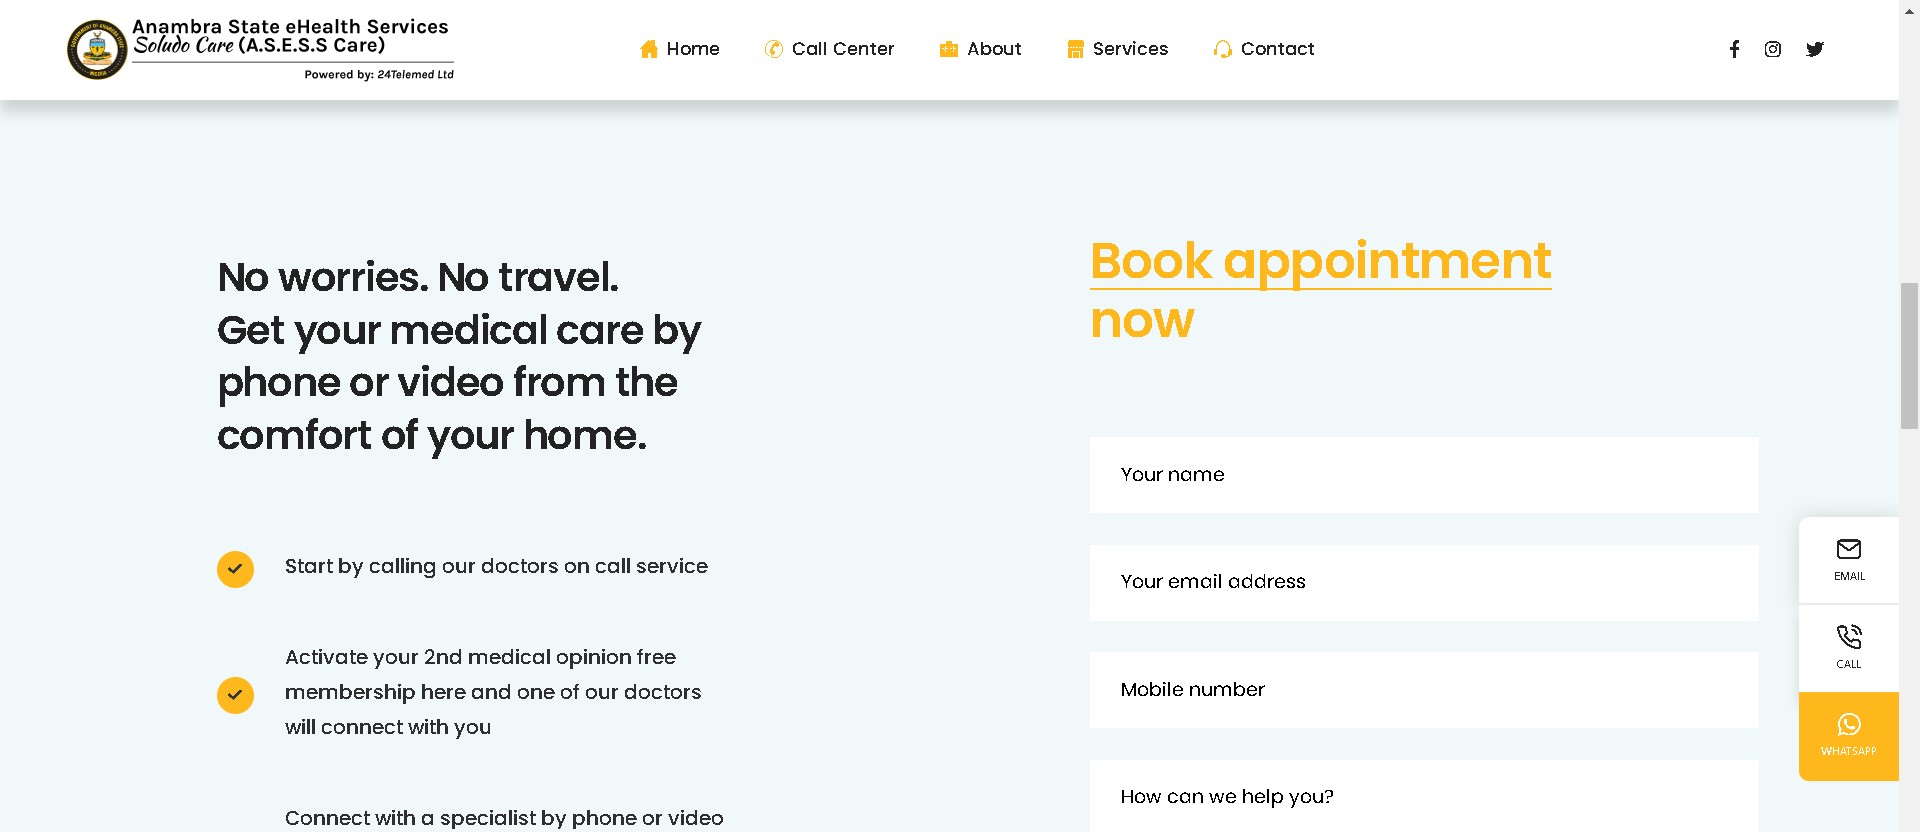 Anambra State eHealth Services
Soludo Care (A.S.E.S.S Care)
Powered by: 24Telemed Ltd
Home
Call Center
About
Services
Contact
No worries. No travel.
Get your medical care by
phone or video from the
comfort of your home.
Start by calling our doctors on call service
Activate your 2nd medical opinion free
membership here and one of our doctors
will connect with you
Connect with a specialist by phone or video
Book appointment
now
Your name
Your email address
Mobile number
How can we help you?
EMAIL
CALL
WHATSAPP